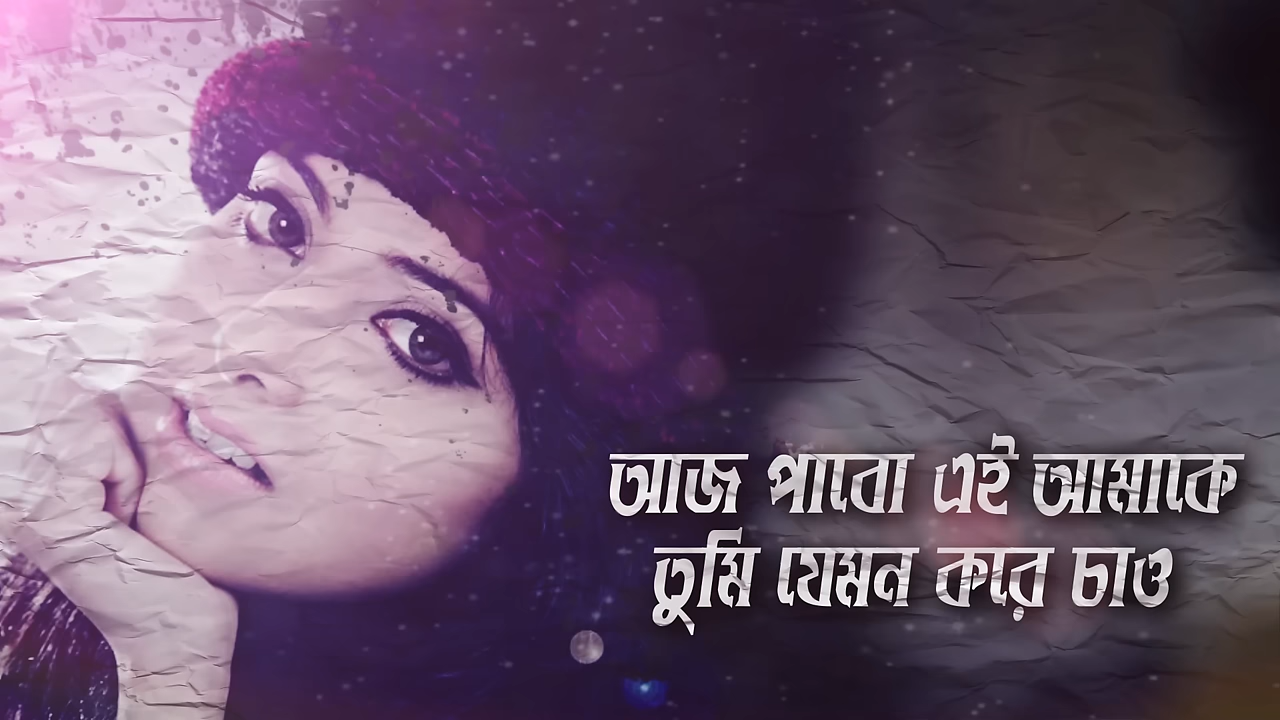 আজ পাবো এই আমাকে
তুমি যেমন করে চাও